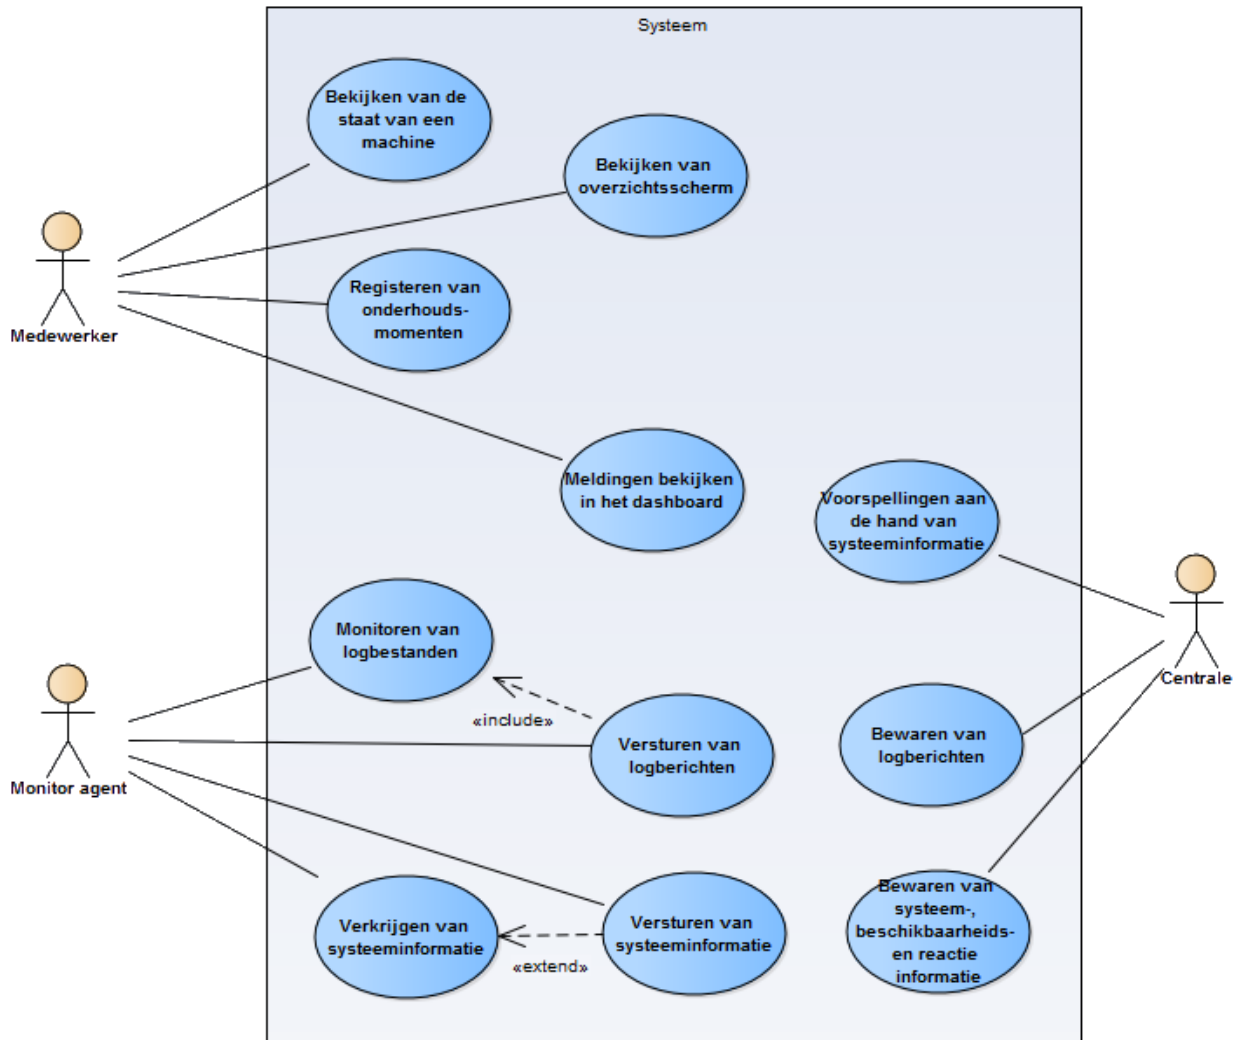 Systeem
Bekijken van de
staat van een
machine
Bekijken van
overzichtsscherm
Medewerker
Registeren van
onderhouds-
momenten
Meldingen bekijken
in het dashboard
Voorspellingen aan
de hand van
systeeminformatie
Centrale
Monitoren van
logbestanden
«include»
Monitor agent
Versturen van
logberichten
Bewaren van
logberichten
Verkrijgen van
systeeminformatie
«extend»
Versturen van
systeeminformatie
Bewaren van
systeem-,
beschikbaarheids-
en reactie
informatie